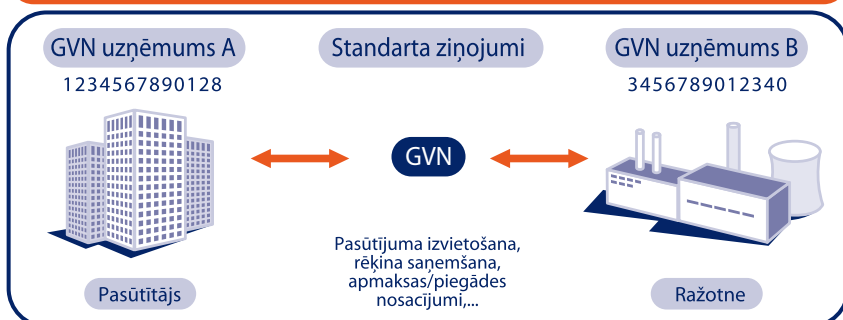 GVN uzņēmums A
1234567890128
Standarta ziņojumi
GVN uzņēmums B
3456789012340
GVN
Pasūtījuma izvietošana,
rēķina saņemšana,
apmaksas/piegādes
nosacījumi,...
Pasūtītājs
Ražotne